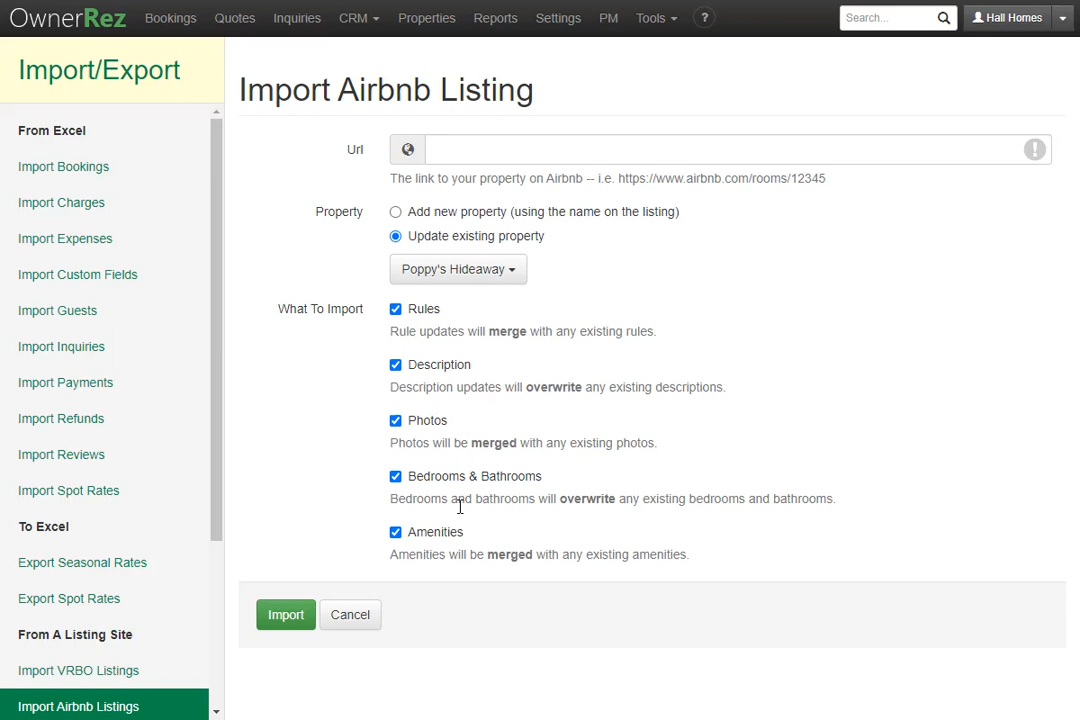 OwnerRez Bookings Quotes Inquiries CRM Properties Reports Settings PM Tools ? Search... Hall Homes
Import/Export
From Excel
Import Bookings
Import Charges
Import Expenses
Import Custom Fields
Import Guests
Import Inquiries
Import Payments
Import Refunds
Import Reviews
Import Spot Rates
To Excel
Export Seasonal Rates
Export Spot Rates
From A Listing Site
Import VRBO Listings
Import Airbnb Listings
Import Airbnb Listing
Url
The link to your property on Airbnb -- i.e. https://www.airbnb.com/rooms/12345
Property Add new property (using the name on the listing)
Update existing property
Poppy's Hideaway
What To Import Rules
Rule updates will merge with any existing rules.
Description
Description updates will overwrite any existing descriptions.
Photos
Photos will be merged with any existing photos.
Bedrooms & Bathrooms
Bedrooms and bathrooms will overwrite any existing bedrooms and bathrooms.
Amenities
Amenities will be merged with any existing amenities.
Import Cancel